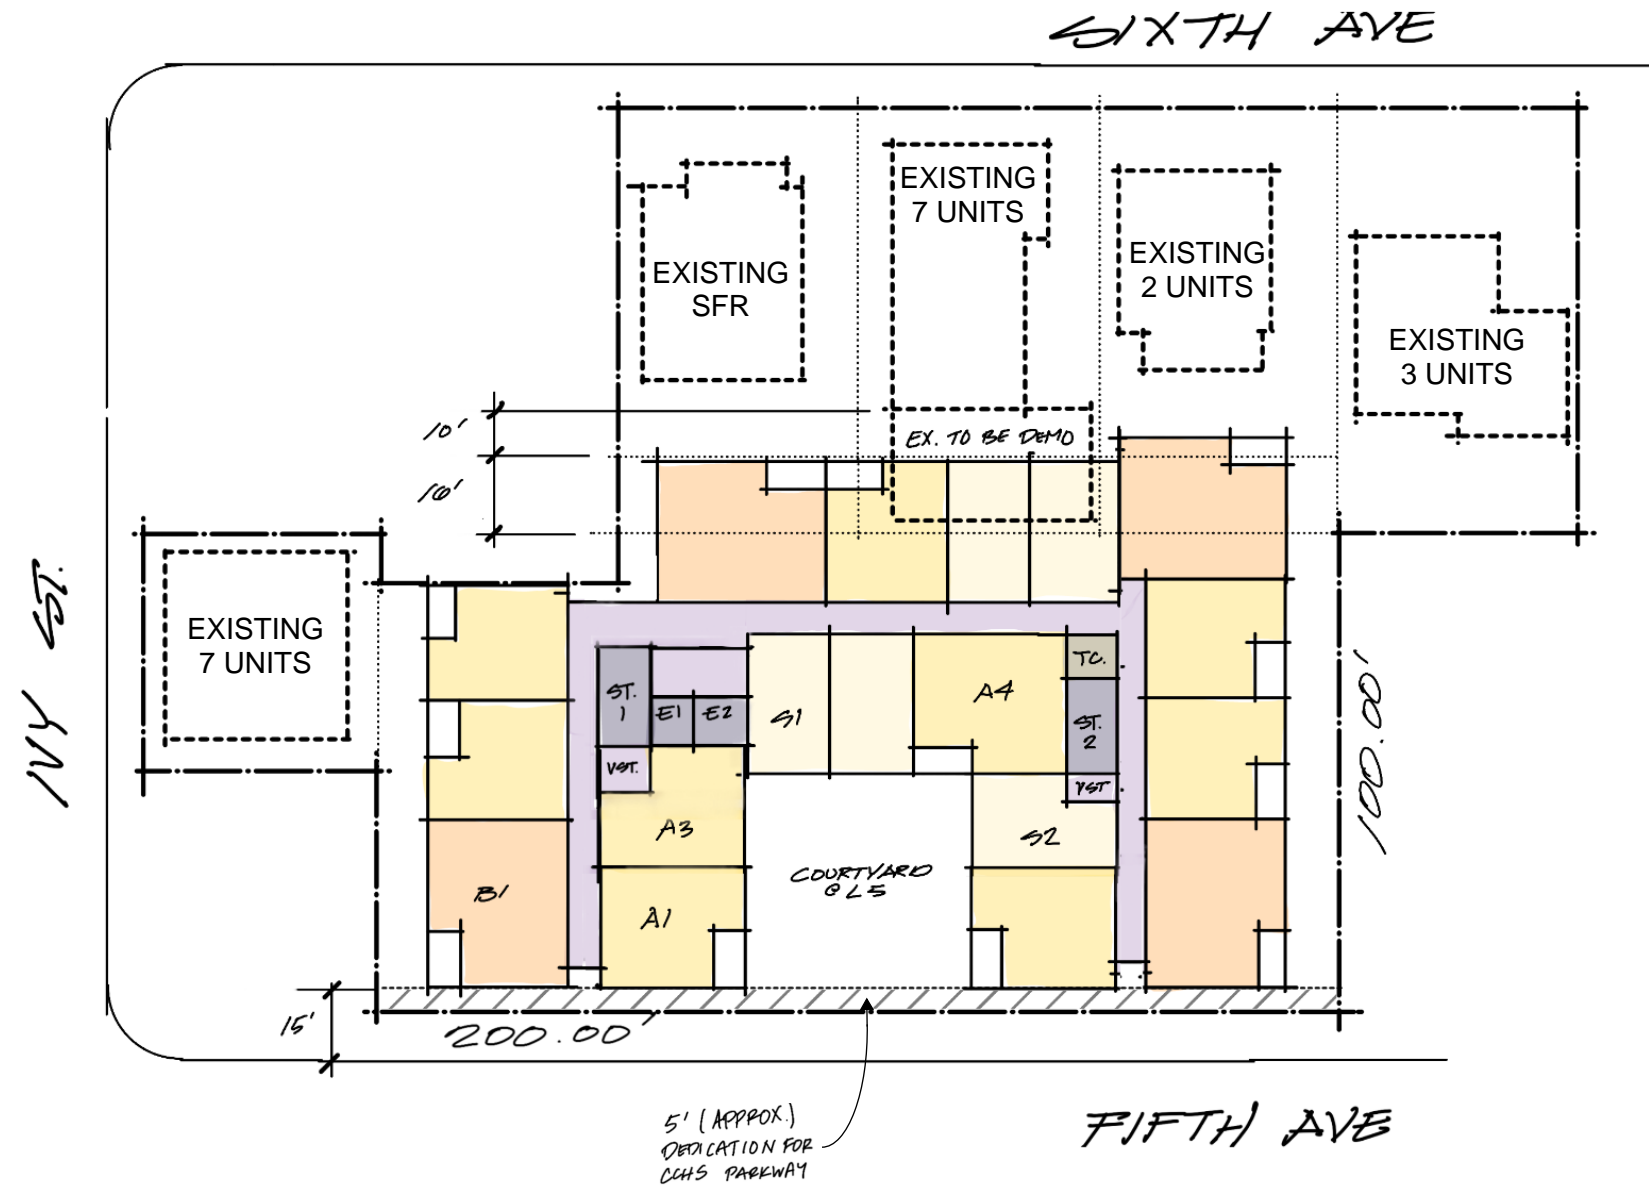 SIXTH AVE
EXISTING
7 UNITS
EXISTING
2 UNITS
EXISTING
SFR
EXISTING
3 UNITS
10'
EX. TO BE DEMO
16'
IVY ST.
EXISTING
7 UNITS
TC.
ST.
1
E1
E2
S1
A4
ST.
2
VST.
VST
100.00'
A3
S2
COURTYARD
@ L5
B1
A1
15'
200.00'
5' (APPROX.)
DEDICATION FOR
CCHS PARKWAY
FIFTH AVE